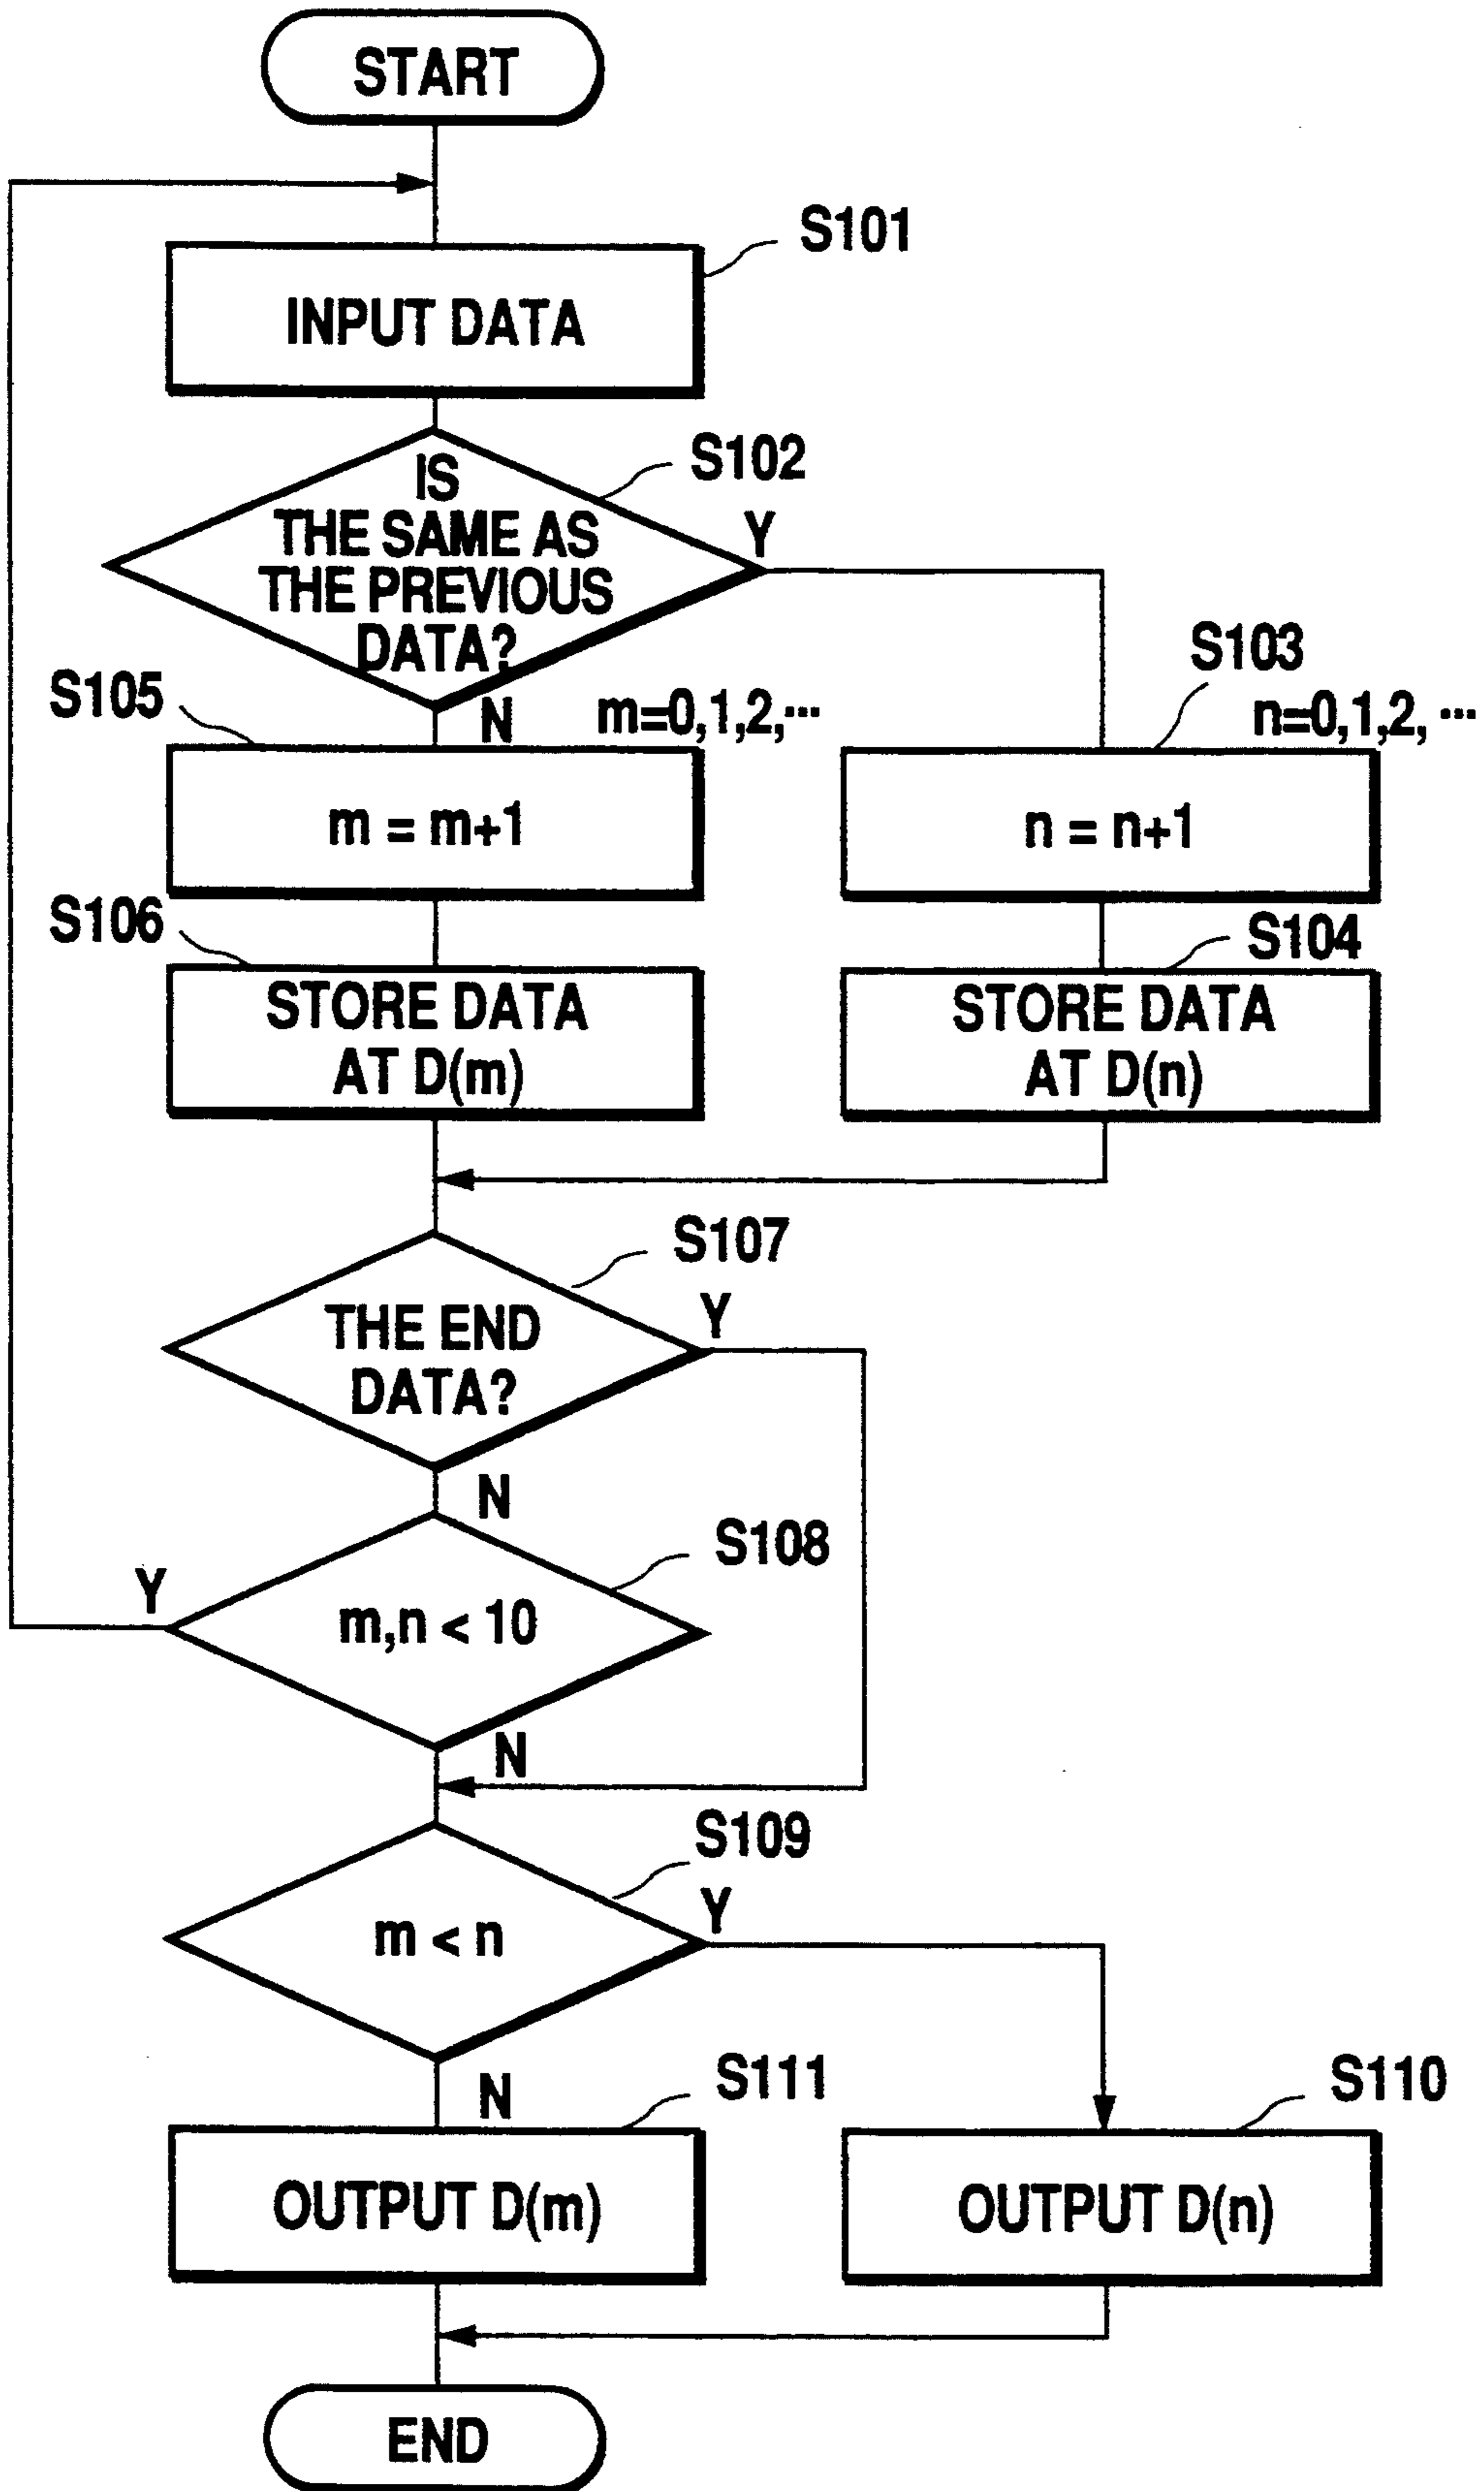 START
S101
INPUT DATA
S102
IS
THE SAME AS
THE PREVIOUS
DATA?
Y
N
S103
n=0,1,2, ···
S105
m=0,1,2,···
m = m+1
n = n+1
S106
STORE DATA
AT D(m)
S104
STORE DATA
AT D(n)
S107
THE END
DATA?
Y
N
S108
m,n < 10
Y
N
S109
m < n
Y
N
S111
OUTPUT D(m)
S110
OUTPUT D(n)
END